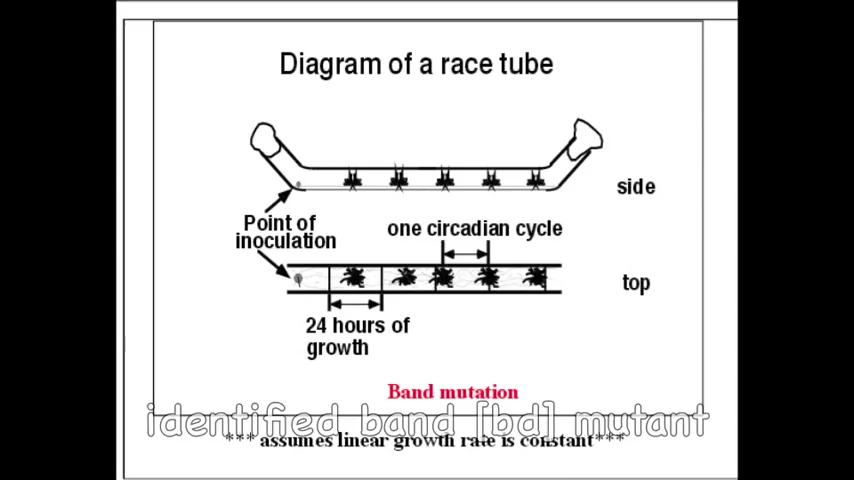 Diagram of a race tube
side
Point of
inoculation
one circadian cycle
top
24 hours of
growth
Band mutation
identified band [bd] mutant
*** assumes linear growth rate is constant***